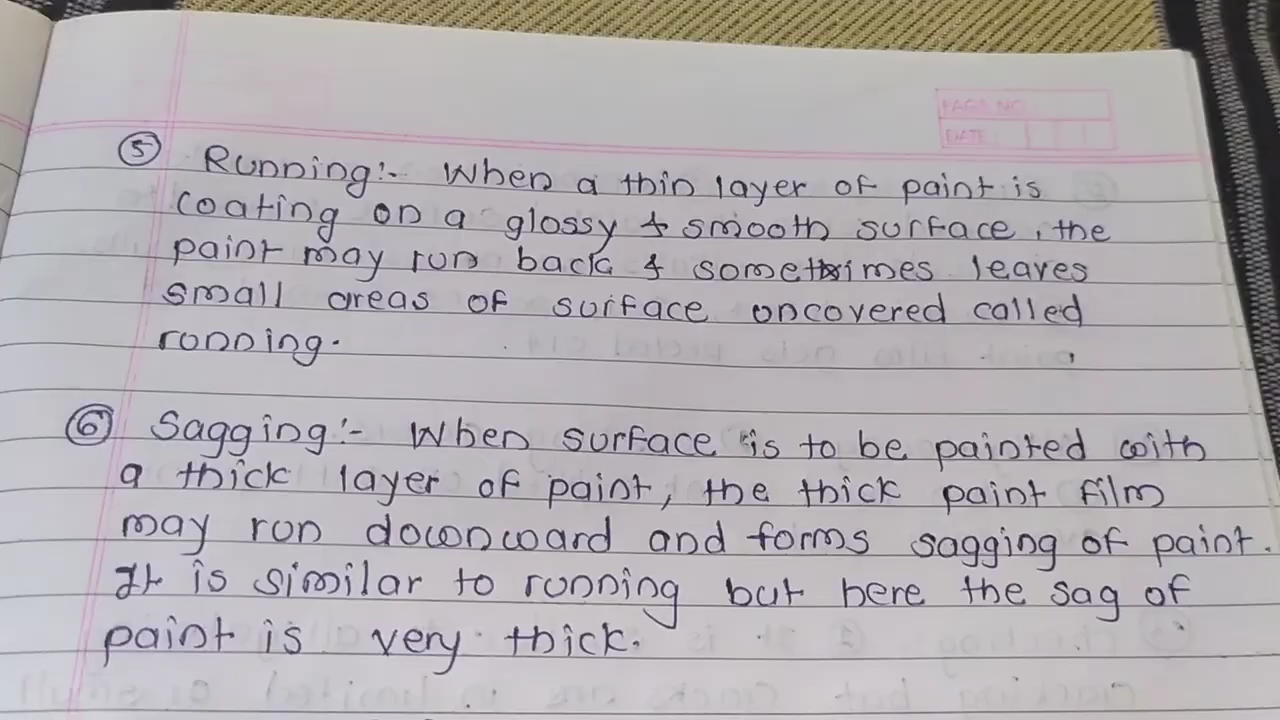 PAGE NO
DATE
⑤ Running:- When a thin layer of paint is
coating on a glossy & smooth surface, the
paint may run back & sometimes leaves
small areas of surface uncovered called
running.
⑥ Sagging:- When surface is to be painted with
a thick layer of paint, the thick paint film
may run downward and forms sagging of paint.
It is similar to running but here the sag of
paint is very thick.